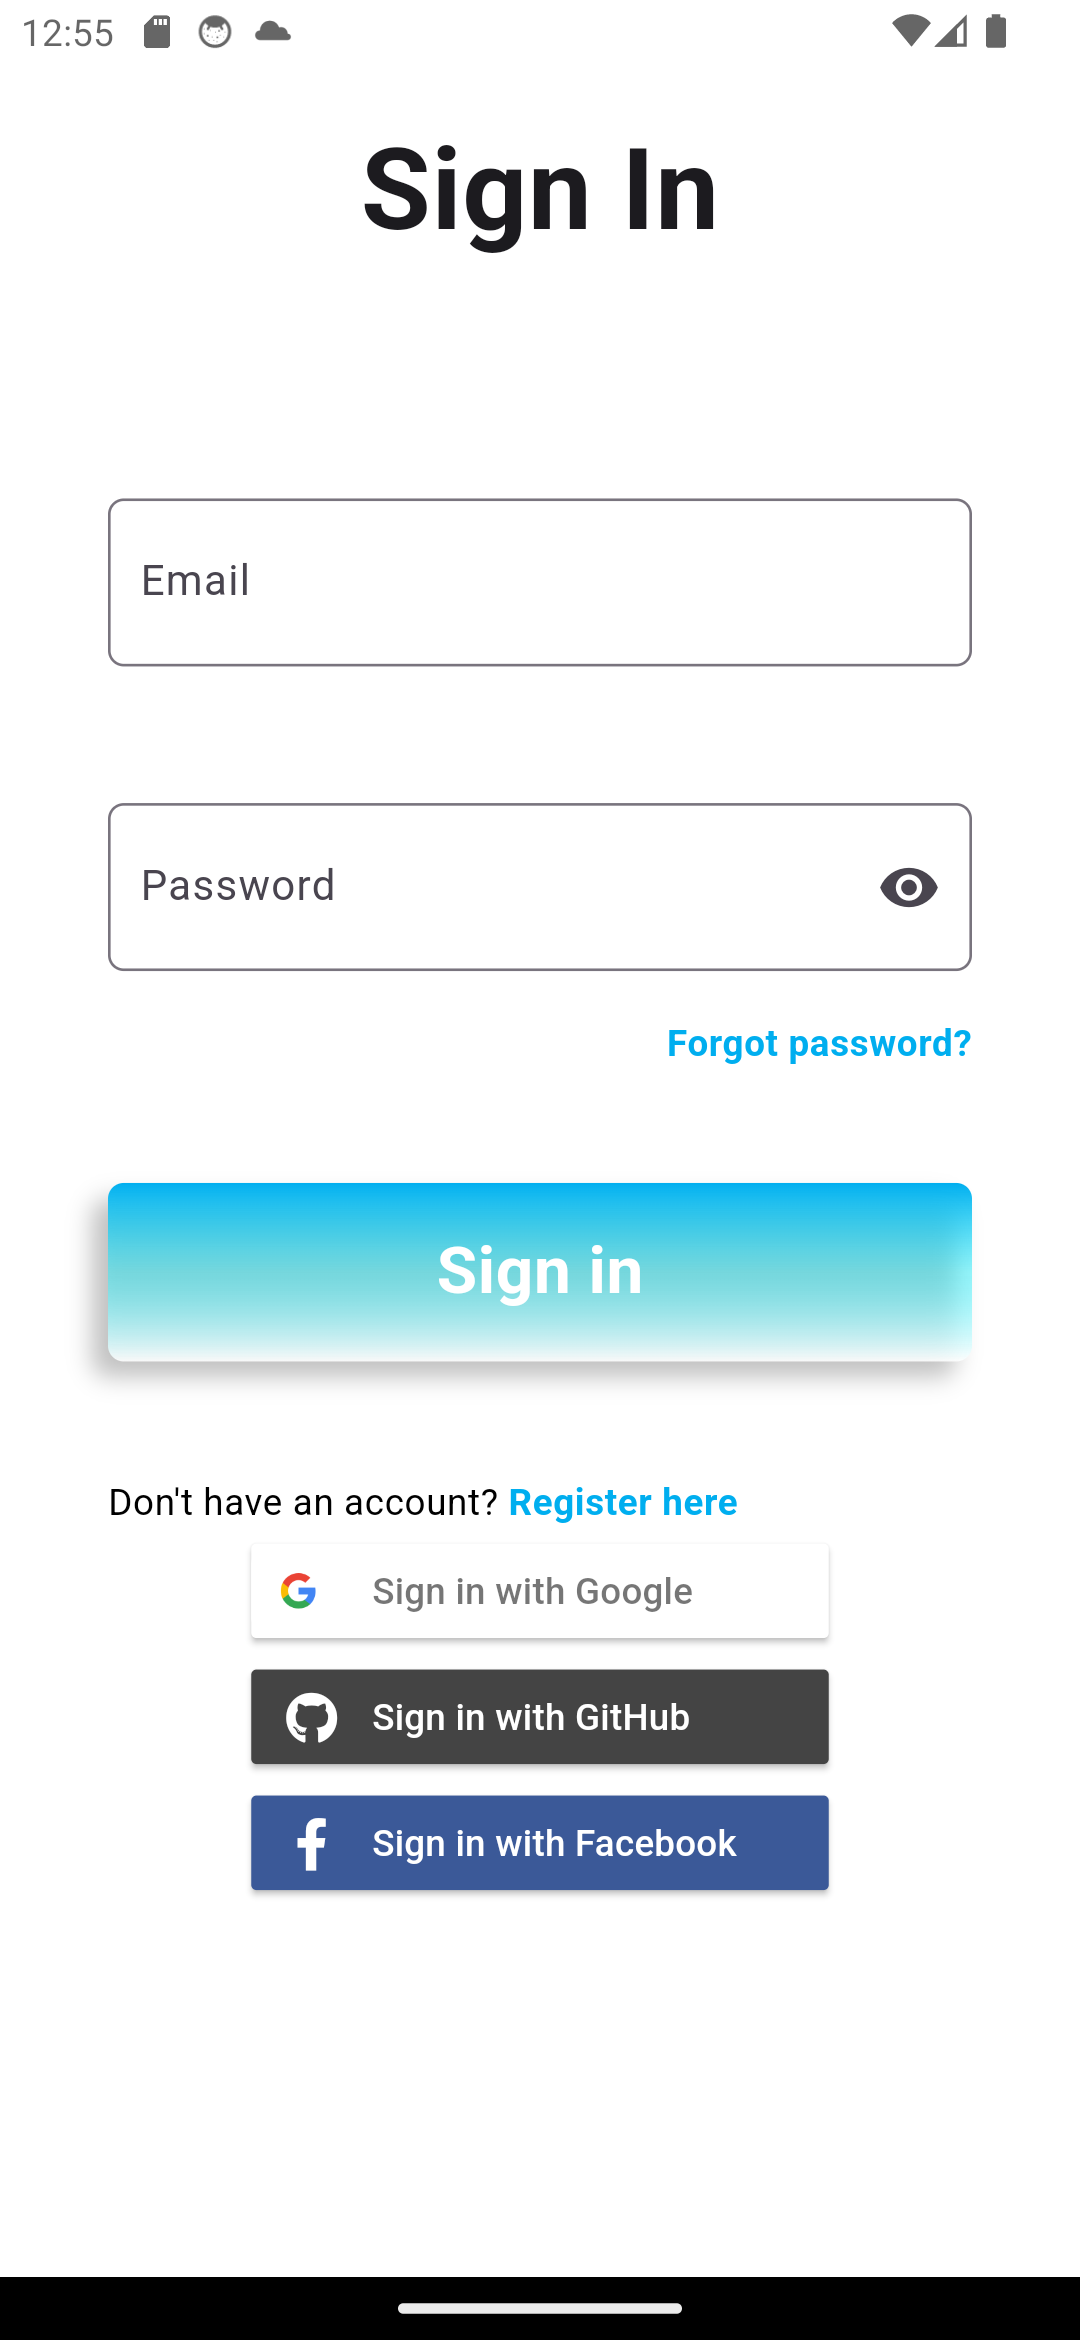 12:55
Sign In
Email
Password
Forgot password?
Sign in
Don't have an account? Register here
Sign in with Google
Sign in with GitHub
Sign in with Facebook